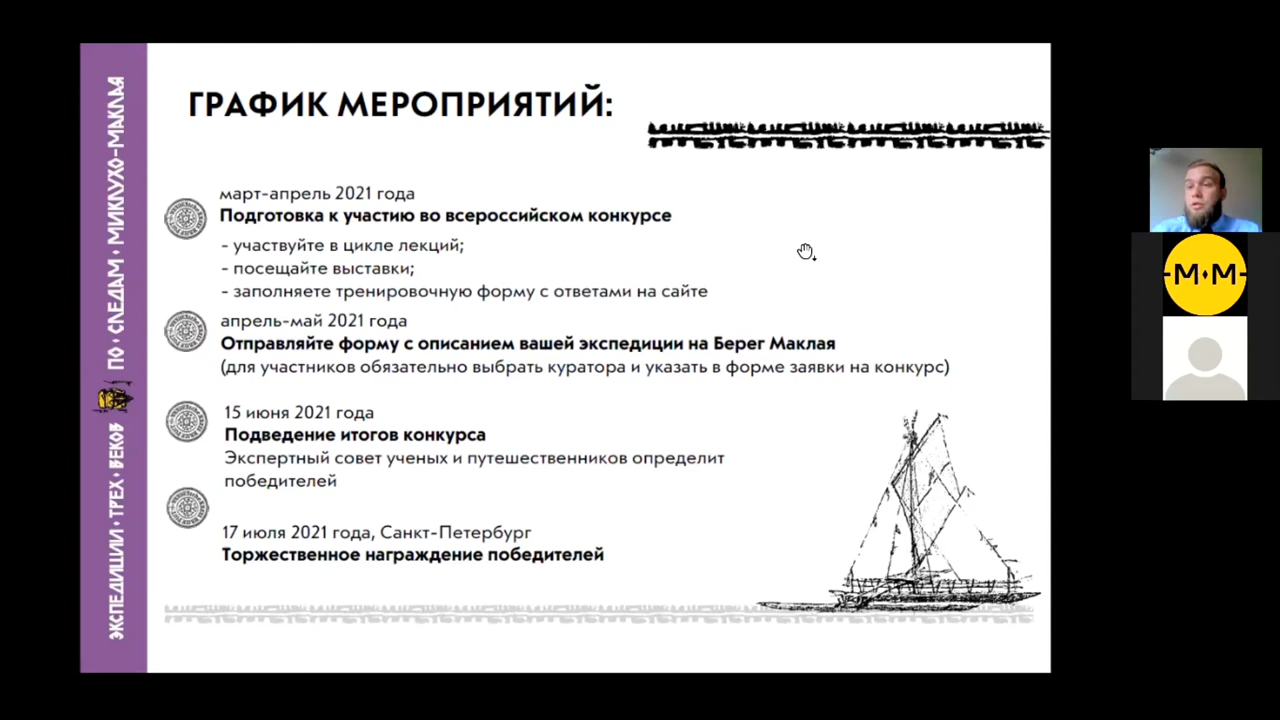 ГРАФИК МЕРОПРИЯТИЙ:
март-апрель 2021 года
Подготовка к участию во всероссийском конкурсе
- участвуйте в цикле лекций;
- посещайте выставки;
- заполняете тренировочную форму с ответами на сайте
апрель-май 2021 года
Отправляйте форму с описанием вашей экспедиции на Берег Маклая
(для участников обязательно выбрать куратора и указать в форме заявки на конкурс)
15 июня 2021 года
Подведение итогов конкурса
Экспертный совет ученых и путешественников определит
победителей
17 июля 2021 года, Санкт-Петербург
Торжественное награждение победителей
ЭКСПЕДИЦИИ • ТРЕХ • ВЕКОВ
ПО • СЛЕДАМ • МИКЛУХО-МАКЛАЯ
-М•М-